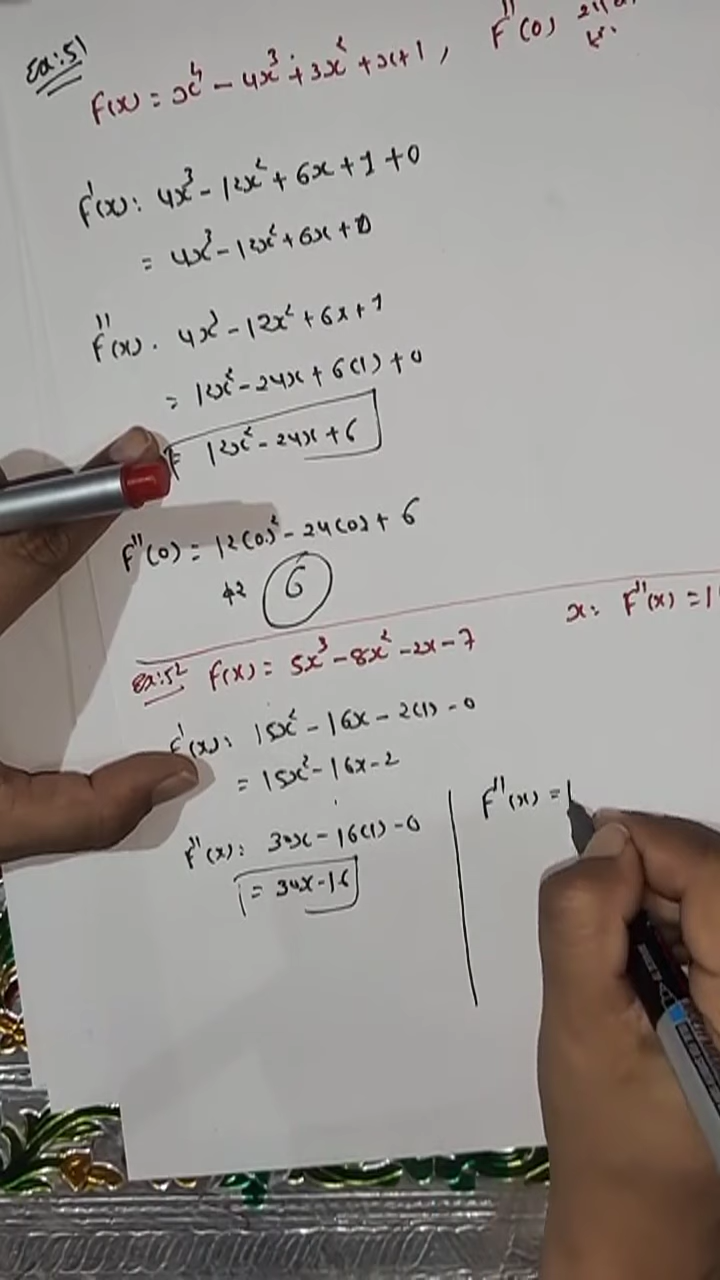 Ex:51
f(x) = x⁴ - 4x³ + 3x² + x + 1, F''(0)
f'(x): 4x³ - 12x² + 6x + 1 + 0
= 4x³ - 12x² + 6x +
f''(x). 4x³ - 12x² + 6x + 1
= 12x² - 24x + 6(1) + 0
= 12x² - 24x + 6
F''(0) = 12(0)² - 24(0) + 6
6
x: F''(x) = 1
Ex:52 f(x) = 5x³ - 8x² - 2x - 7
f'(x): 15x² - 16x - 2(1) - 0
= 15x² - 16x - 2
f''(x): 30x - 16(1) - 0
= 30x - 16
F''(x) = 1